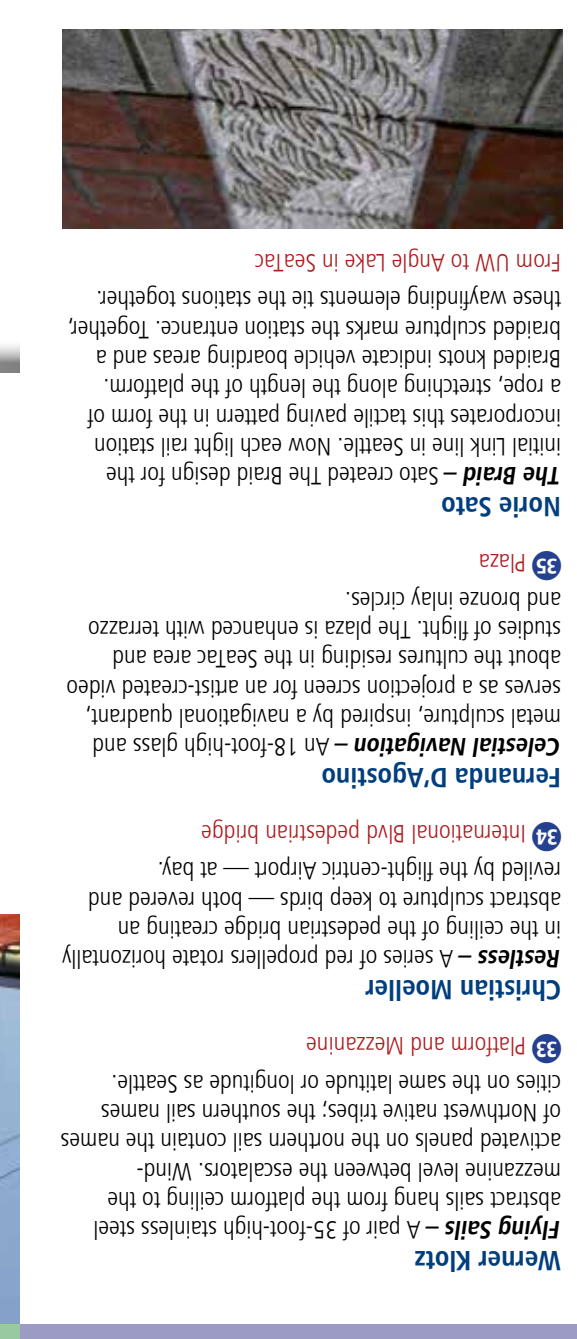 Werner Klotz
Flying Sails – A pair of 35-foot-high stainless steel
abstract sails hang from the platform ceiling to the
mezzanine level between the escalators. Wind-
activated panels on the northern sail contain the names
of Northwest native tribes; the southern sail names
cities on the same latitude or longitude as Seattle.
33 Platform and Mezzanine
Christian Moeller
Restless – A series of red propellers rotate horizontally
in the ceiling of the pedestrian bridge creating an
abstract sculpture to keep birds — both revered and
reviled by the flight-centric Airport — at bay.
34 International Blvd pedestrian bridge
Fernanda D'Agostino
Celestial Navigation – An 18-foot-high glass and
metal sculpture, inspired by a navigational quadrant,
serves as a projection screen for an artist-created video
about the cultures residing in the SeaTac area and
studies of flight. The plaza is enhanced with terrazzo
and bronze inlay circles.
35 Plaza
Norie Sato
The Braid – Sato created The Braid design for the
initial Link line in Seattle. Now each light rail station
incorporates this tactile paving pattern in the form of
a rope, stretching along the length of the platform.
Braided knots indicate vehicle boarding areas and a
braided sculpture marks the station entrance. Together,
these wayfinding elements tie the stations together.
From UW to Angle Lake in SeaTac